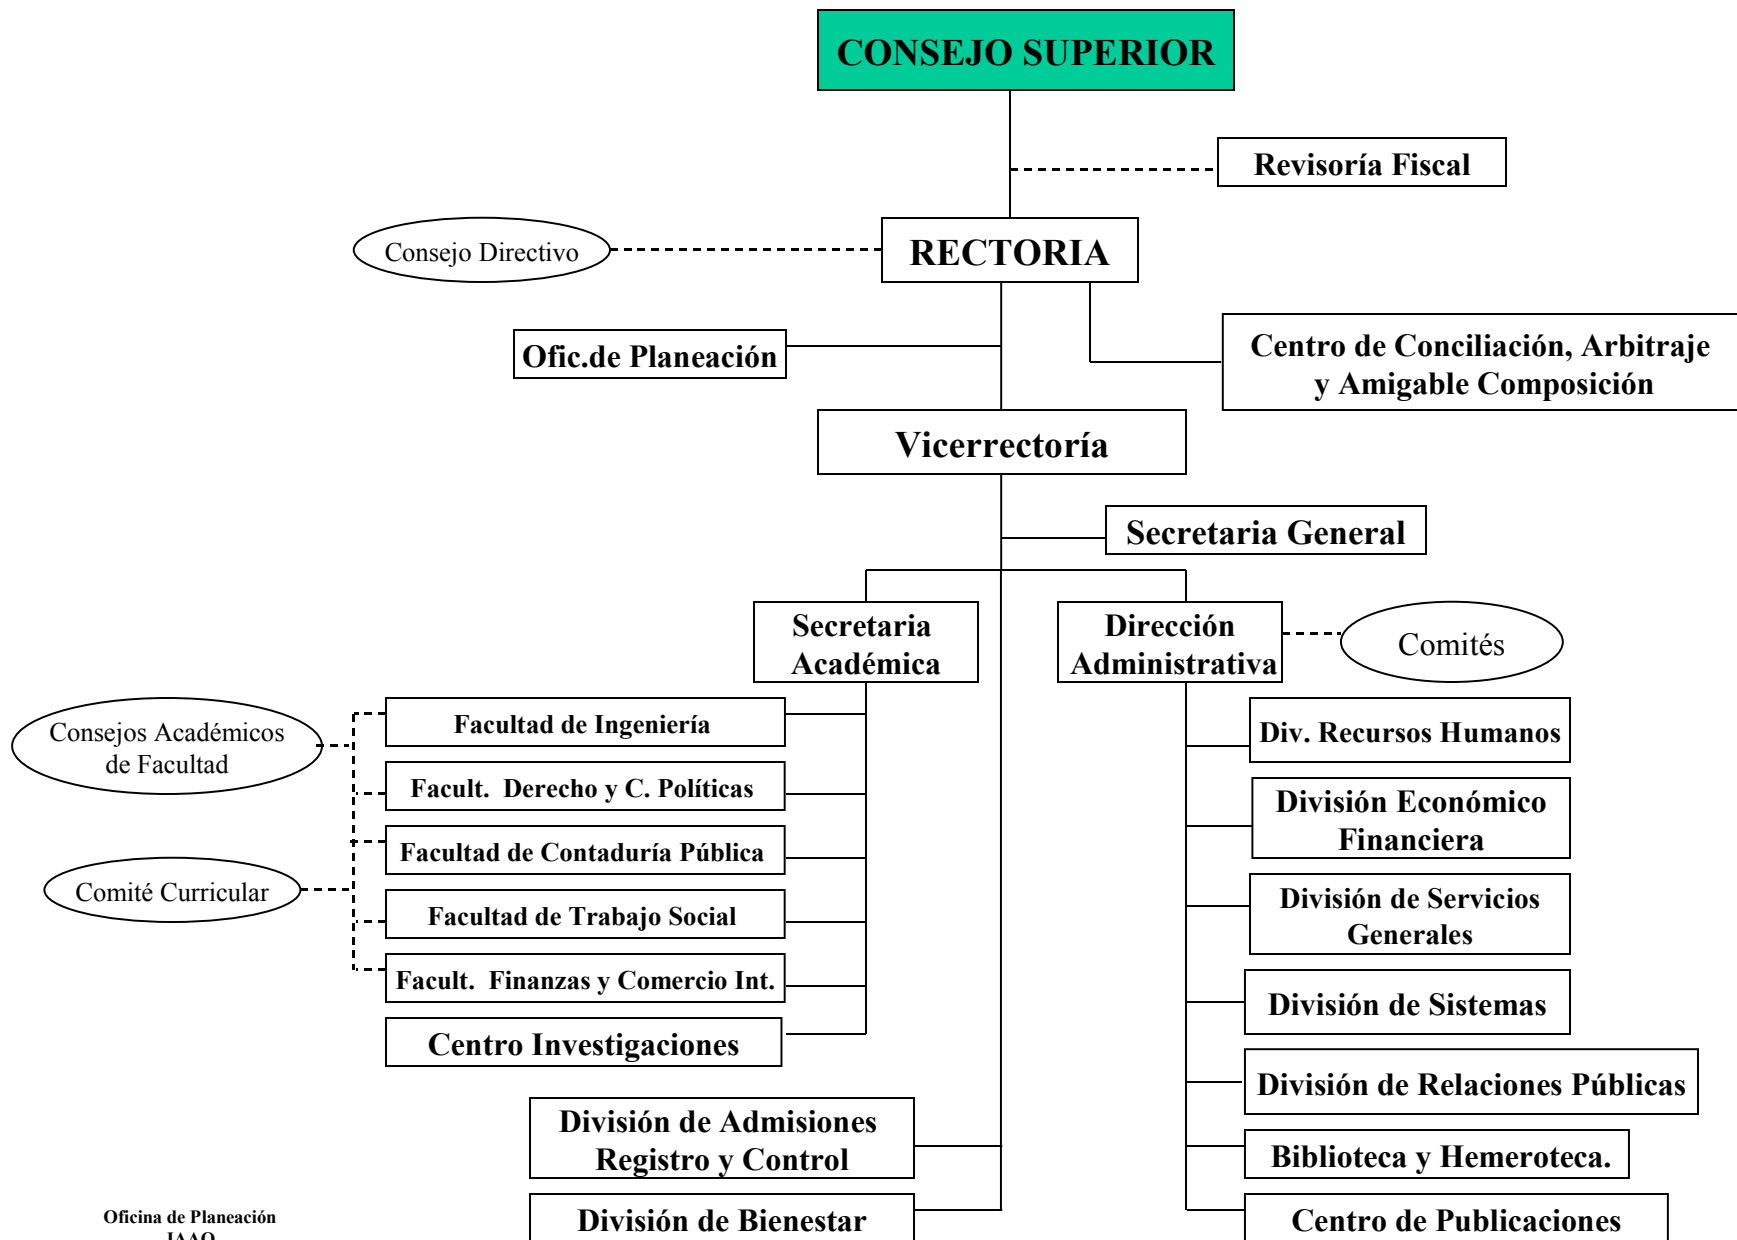 CONSEJO SUPERIOR
Revisoría Fiscal
Consejo Directivo
RECTORIA
Ofic.de Planeación
Centro de Conciliación, Arbitraje
y Amigable Composición
Vicerrectoría
Secretaria General
Secretaria
Académica
Dirección
Administrativa
Comités
Consejos Académicos
de Facultad
Comité Curricular
Facultad de Ingeniería
Facult.  Derecho y C. Políticas
Facultad de Contaduría Pública
Facultad de Trabajo Social
Facult.  Finanzas y Comercio Int.
Centro Investigaciones
Div. Recursos Humanos
División Económico
Financiera
División de Servicios
Generales
División de Sistemas
División de Relaciones Públicas
Biblioteca y Hemeroteca.
Centro de Publicaciones
División de Admisiones
Registro y Control
División de Bienestar
Oficina de Planeación